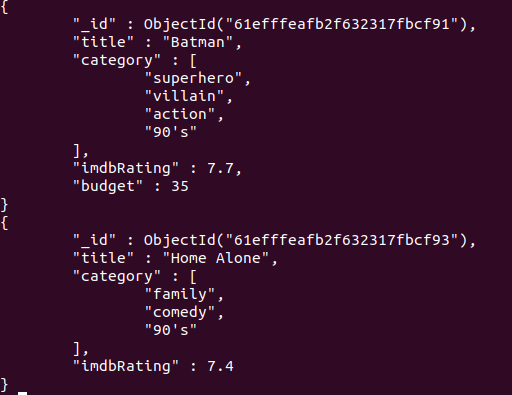 {
"_id" : ObjectId("61efffeafb2f632317fbcf91"),
"title" : "Batman",
"category" : [
"superhero",
"villain",
"action",
"90's"
],
"imdbRating" : 7.7,
"budget" : 35
}
{
"_id" : ObjectId("61efffeafb2f632317fbcf93"),
"title" : "Home Alone",
"category" : [
"family",
"comedy",
"90's"
],
"imdbRating" : 7.4
}